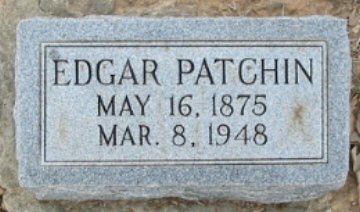 EDGAR PATCHIN
MAY 16, 1875
MAR. 8, 1948